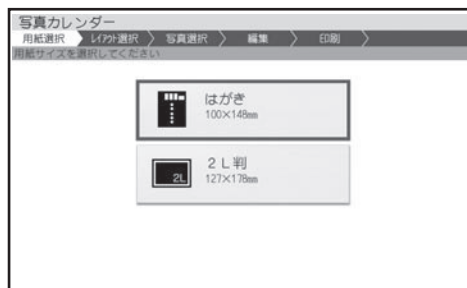 写真カレンダー
用紙選択 レイアウト選択 写真選択 編集 印刷
用紙サイズを選択してください
はがき
100×148mm
2L
2L判
127×178mm